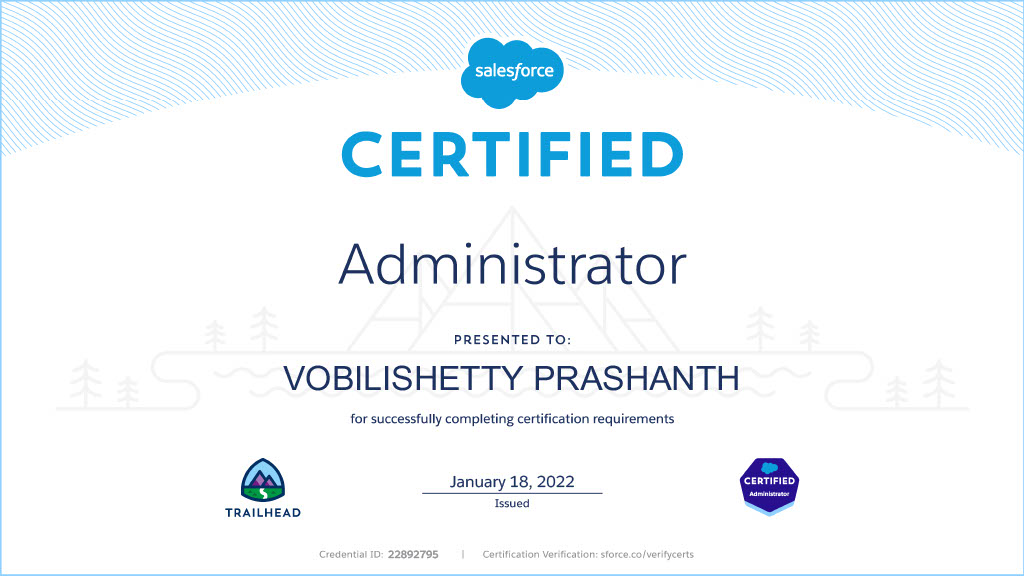 salesforce
CERTIFIED
Administrator
PRESENTED TO:
VOBILISHETTY PRASHANTH
for successfully completing certification requirements
TRAILHEAD
January 18, 2022
Issued
CERTIFIED
Administrator
Credential ID: 22892795 | Certification Verification: sforce.co/verifycerts